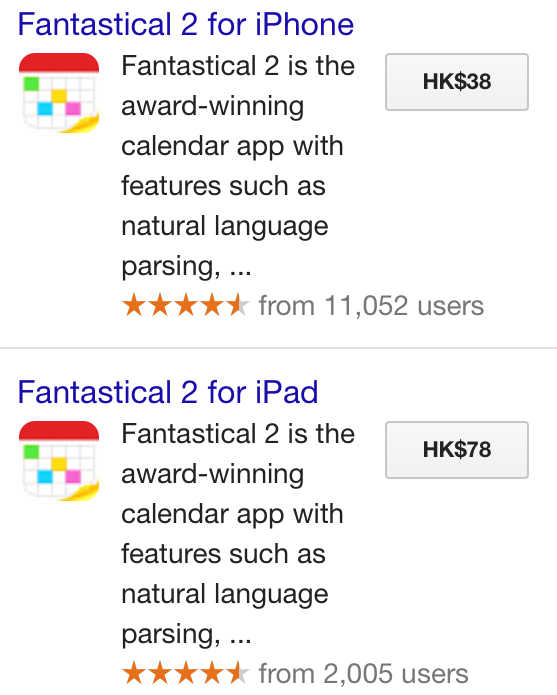 Fantastical 2 for iPhone
Fantastical 2 is the
award-winning
calendar app with
features such as
natural language
parsing, ...
HK$38
from 11,052 users
Fantastical 2 for iPad
Fantastical 2 is the
award-winning
calendar app with
features such as
natural language
parsing, ...
HK$78
from 2,005 users